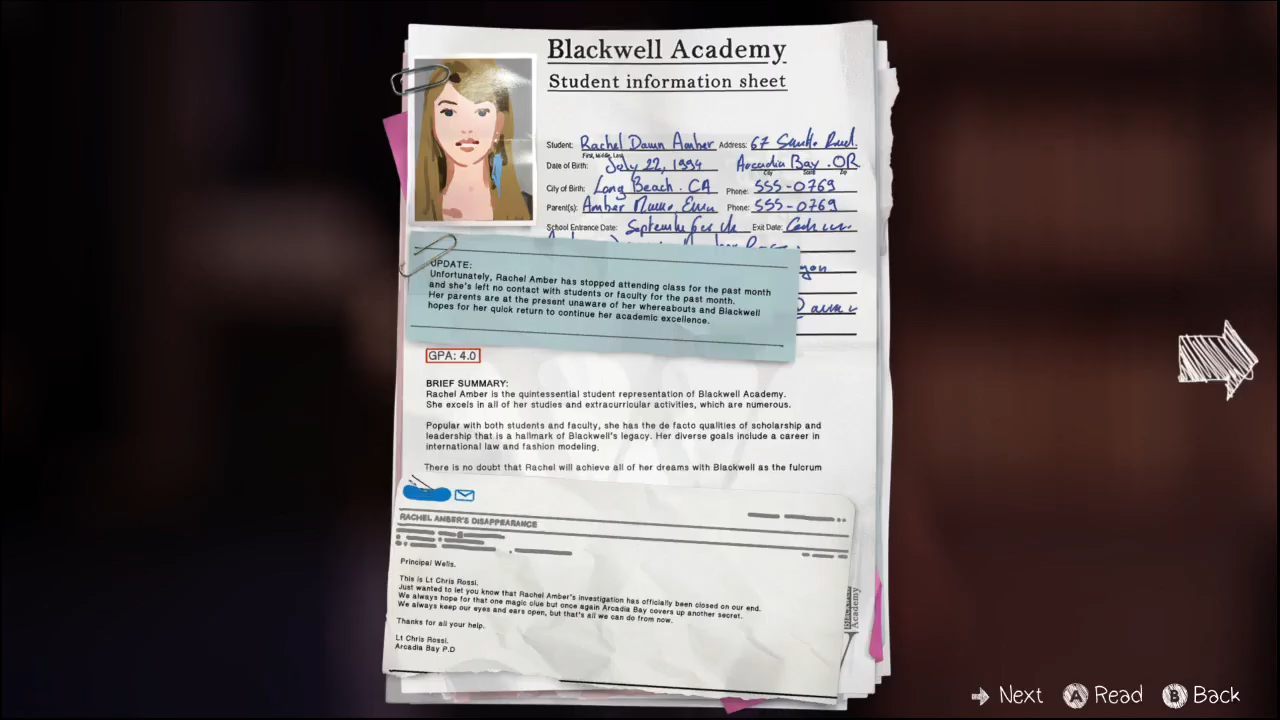 Blackwell Academy
Student information sheet
Student: Rachel Dawn Amber Address: 67
First, Middle, Last
Date of Birth: July 22, 1994 Arcadia Bay . OR
City State Zip
City of Birth: Long Beach . CA Phone: 555-0769
Parent(s): Amber Phone: 555-0769
School Entrance Date: Exit Date:
UPDATE:
Unfortunately, Rachel Amber has stopped attending class for the past month
and she's left no contact with students or faculty for the past month.
Her parents are at the present unaware of her whereabouts and Blackwell
hopes for her quick return to continue her academic excellence.
GPA: 4.0
BRIEF SUMMARY:
Rachel Amber is the quintessential student representation of Blackwell Academy.
She excels in all of her studies and extracurricular activities, which are numerous.
Popular with both students and faculty, she has the de facto qualities of scholarship and
leadership that is a hallmark of Blackwell's legacy. Her diverse goals include a career in
international law and fashion modeling.
There is no doubt that Rachel will achieve all of her dreams with Blackwell as the fulcrum
RACHEL AMBER'S DISAPPEARANCE
Principal Wells.
This is Lt Chris Rossi.
Just wanted to let you know that Rachel Amber's investigation has officially been closed on our end.
We always hope for that one magic clue but once again Arcadia Bay covers up another secret.
We always keep our eyes and ears open, but that's all we can do from now.
Thanks for all your help.
Lt Chris Rossi.
Arcadia Bay P.D
Academy
Next A Read B Back